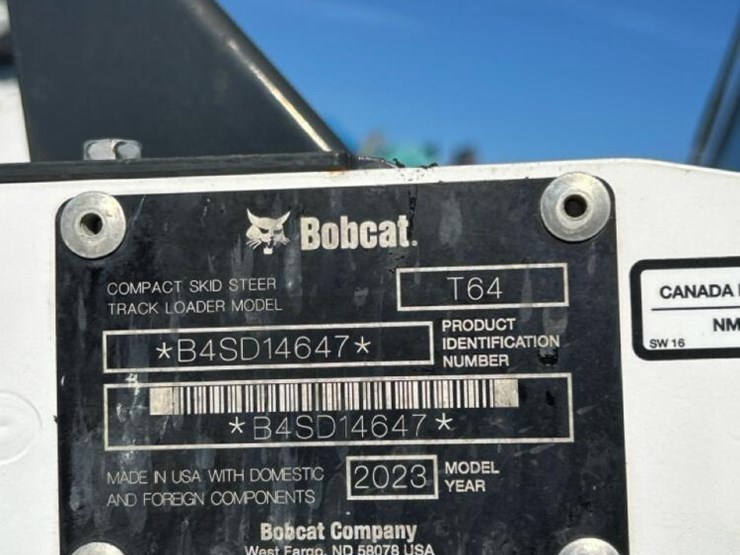 Bobcat.
COMPACT SKID STEER
TRACK LOADER MODEL
T64
*B4SD14647*
PRODUCT
IDENTIFICATION
NUMBER
*B4SD14647*
MADE IN USA WITH DOMESTIC
AND FOREIGN COMPONENTS
2023
MODEL
YEAR
Bobcat Company
West Fargo, ND 58078 USA
CANADA
NM
SW 16